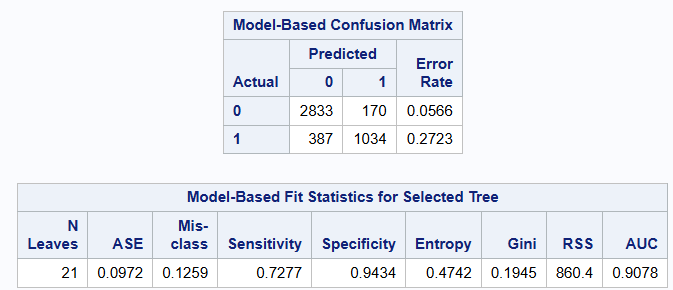 Model-Based Confusion Matrix
Actual Predicted Error Rate
0 1
0 2833 170 0.0566
1 387 1034 0.2723
Model-Based Fit Statistics for Selected Tree
N Leaves ASE Mis-class Sensitivity Specificity Entropy Gini RSS AUC
21 0.0972 0.1259 0.7277 0.9434 0.4742 0.1945 860.4 0.9078